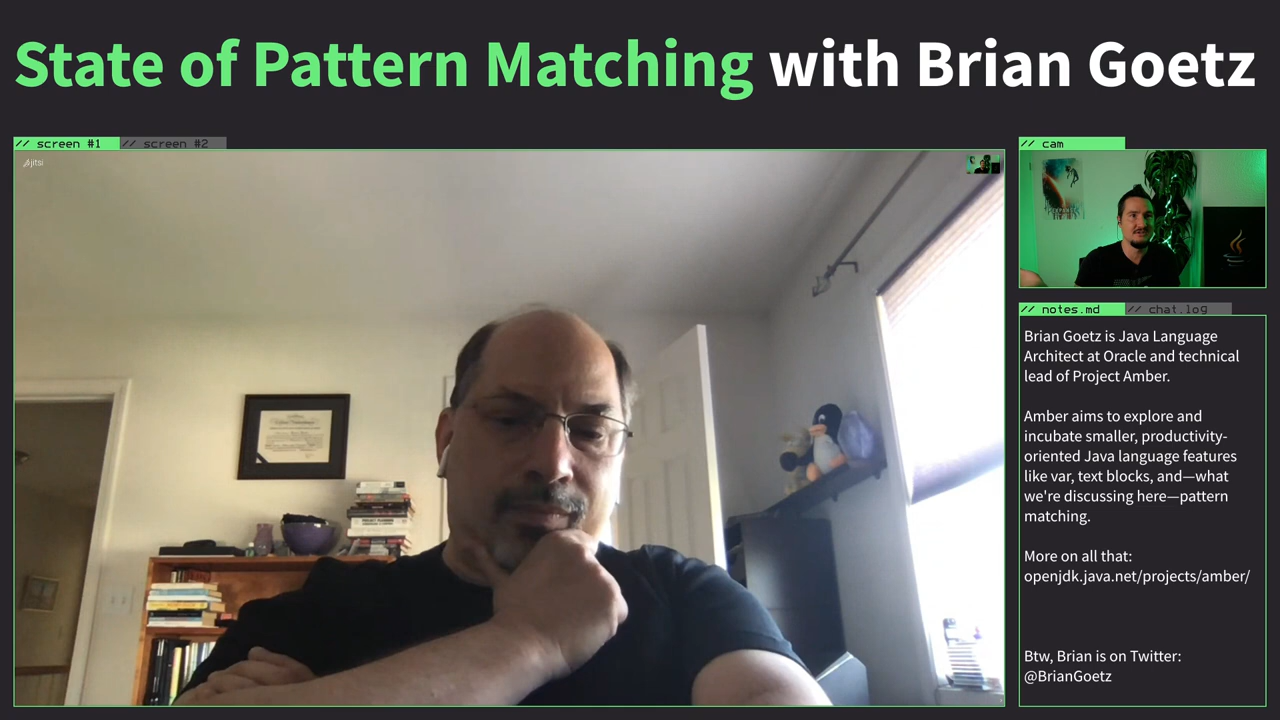 State of Pattern Matching with Brian Goetz
// screen #1
// screen #2
jitsi
// cam
// notes.md
// chat.log
Brian Goetz is Java Language
Architect at Oracle and technical
lead of Project Amber.
Amber aims to explore and
incubate smaller, productivity-
oriented Java language features
like var, text blocks, and—what
we're discussing here—pattern
matching.
More on all that:
openjdk.java.net/projects/amber/
Btw, Brian is on Twitter:
@BrianGoetz